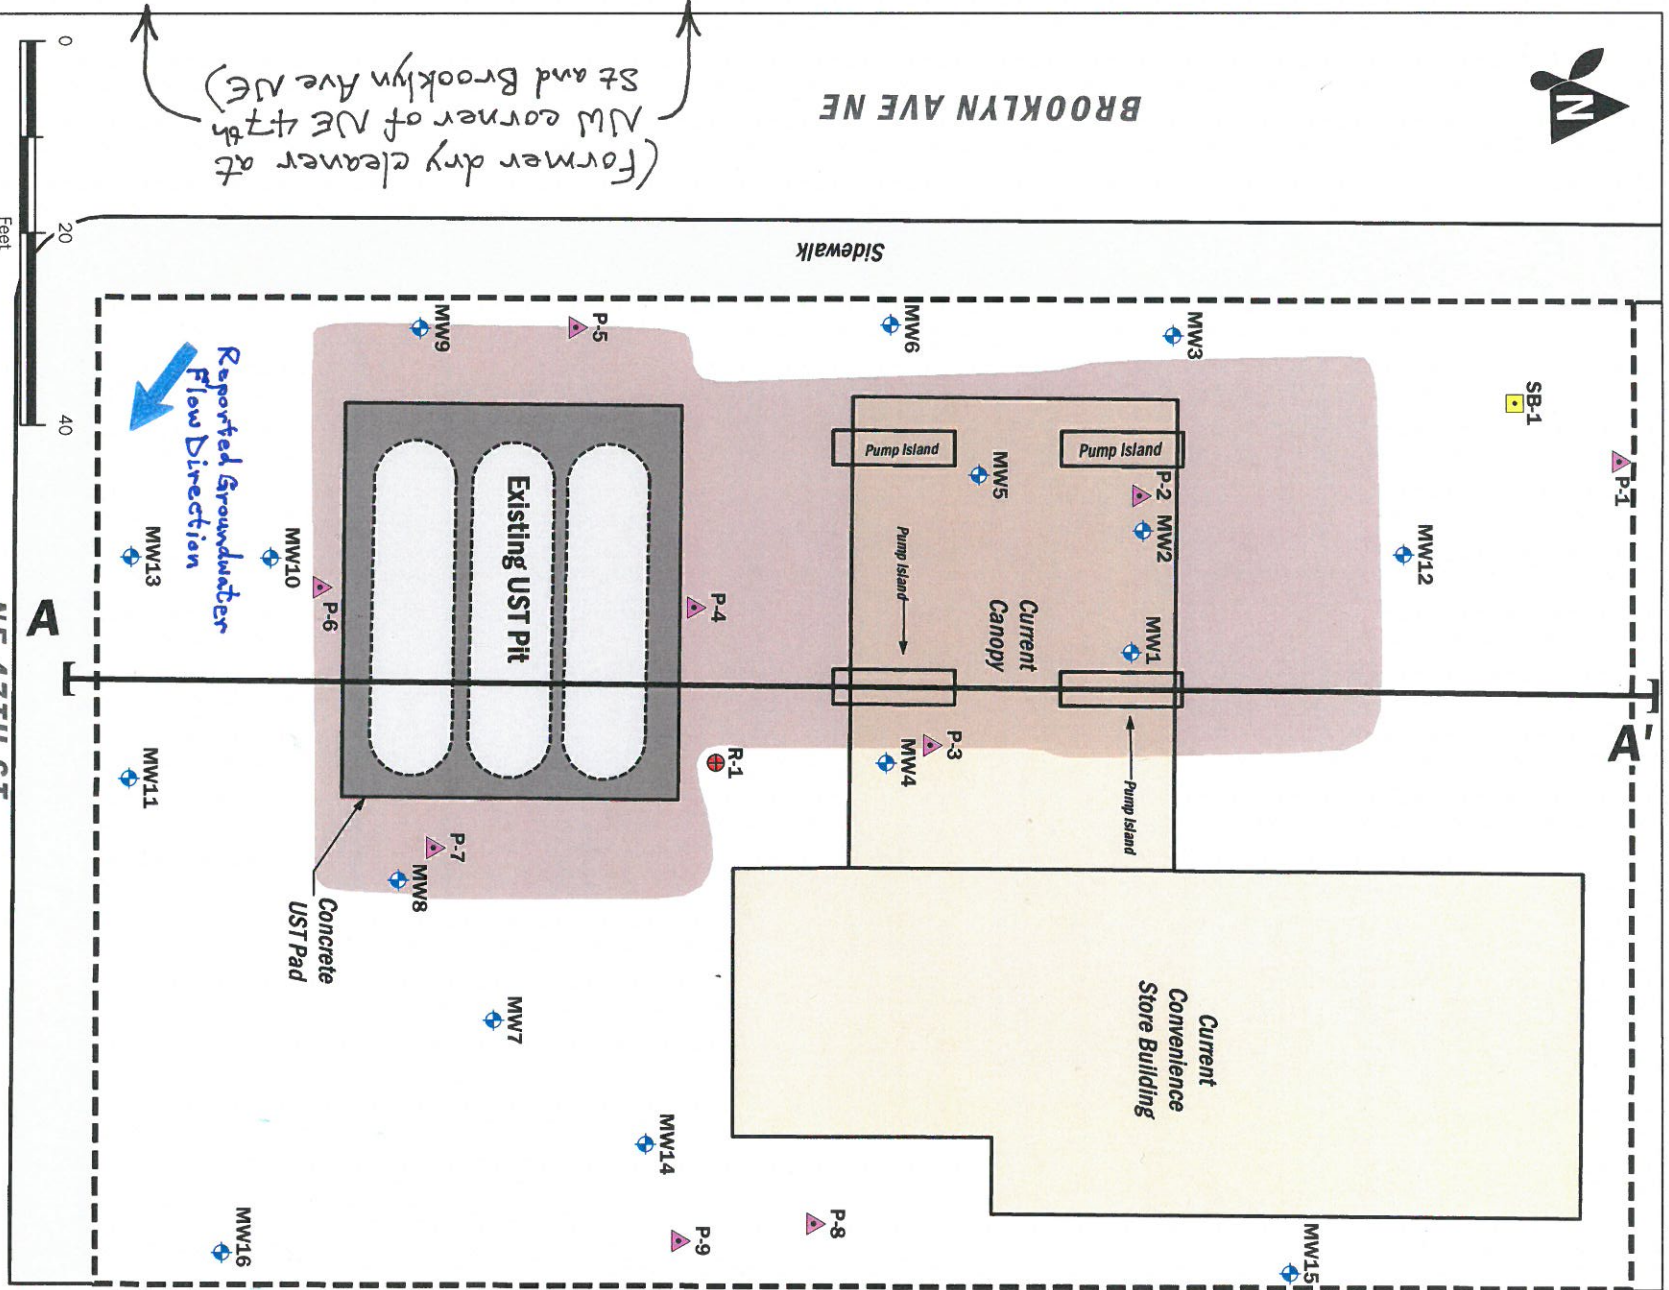 N
BROOKLYN AVE NE
(Former dry cleaner at
NW corner of NE 47th
St and Brooklyn Ave NE)
0
20
40
Feet
Sidewalk
SB-1
P-1
MW12
MW3
MW6
P-5
MW9
Pump Island
Pump Island
P-2
MW2
MW5
MW1
Pump Island
Current
Canopy
Pump Island
P-3
MW4
P-4
R-1
Existing UST Pit
P-6
MW10
MW13
Reported Groundwater
Flow Direction
A
A'
MW11
P-7
MW8
Concrete
UST Pad
MW7
MW14
P-9
P-8
MW16
MW15
Current
Convenience
Store Building